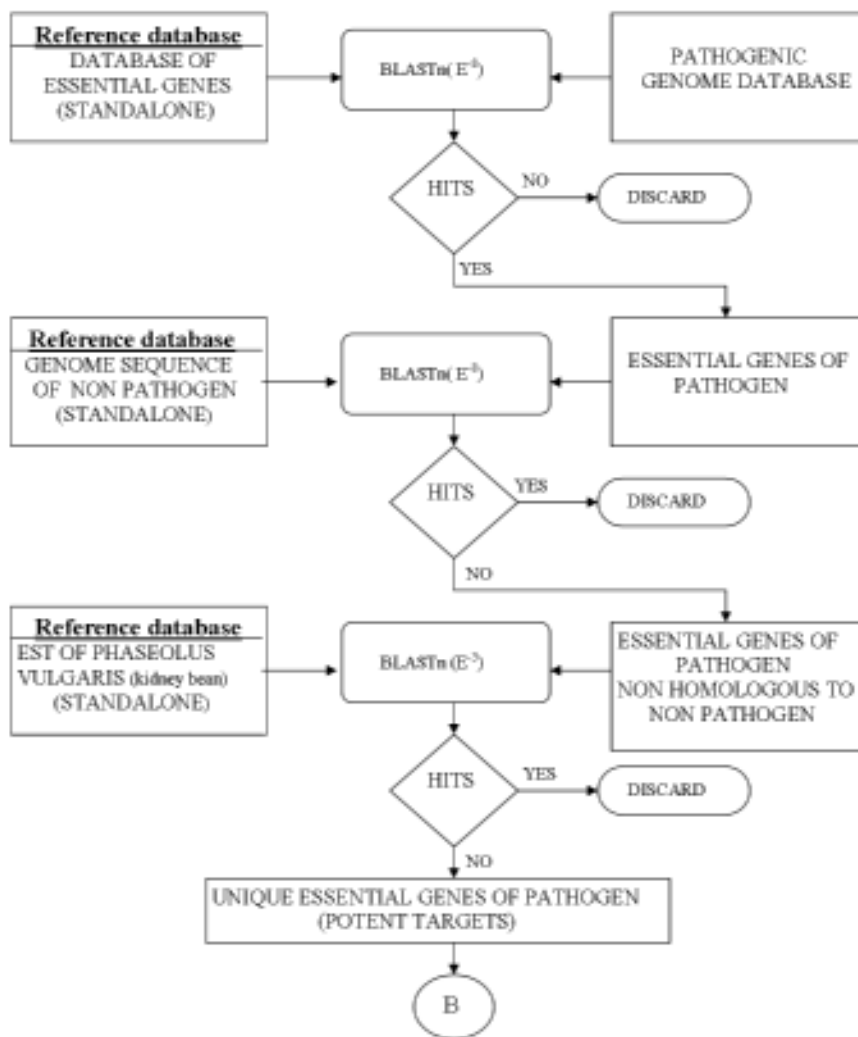 Reference database
DATABASE OF
ESSENTIAL GENES
(STANDALONE)
BLASTn( E⁻³)
PATHOGENIC
GENOME DATABASE
HITS
NO
DISCARD
YES
Reference database
GENOME SEQUENCE
OF NON PATHOGEN
(STANDALONE)
BLASTn( E⁻³)
ESSENTIAL GENES OF
PATHOGEN
HITS
YES
DISCARD
NO
Reference database
EST OF PHASEOLUS
VULGARIS (kidney bean)
(STANDALONE)
BLASTn (E⁻³)
ESSENTIAL GENES OF
PATHOGEN
NON HOMOLOGOUS TO
NON PATHOGEN
HITS
YES
DISCARD
NO
UNIQUE ESSENTIAL GENES OF PATHOGEN
(POTENT TARGETS)
B